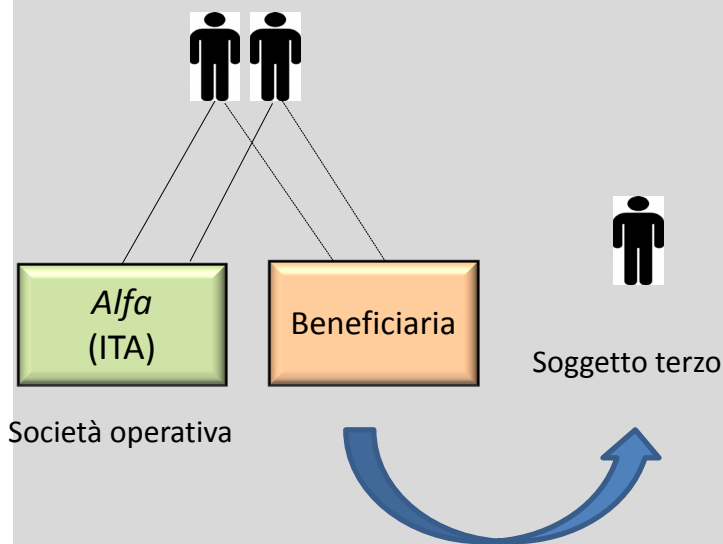 Alfa
(ITA)
Beneficiaria
Soggetto terzo
Società operativa